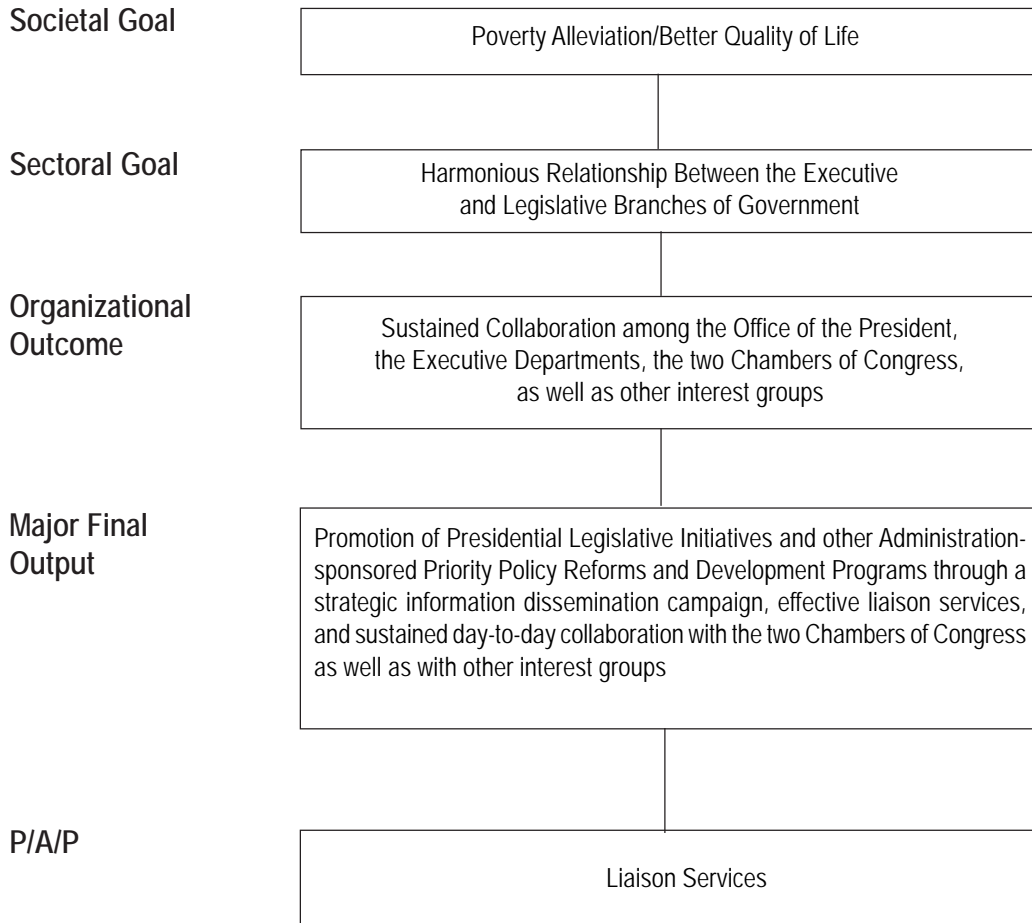 Societal Goal
Poverty Alleviation/Better Quality of Life
Sectoral Goal
Harmonious Relationship Between the Executive
and Legislative Branches of Government
Organizational
Outcome
Sustained Collaboration among the Office of the President,
the Executive Departments, the two Chambers of Congress,
as well as other interest groups
Major Final
Output
Promotion of Presidential Legislative Initiatives and other Administration-
sponsored Priority Policy Reforms and Development Programs through a
strategic information dissemination campaign, effective liaison services,
and sustained day-to-day collaboration with the two Chambers of Congress
as well as with other interest groups
P/A/P
Liaison Services